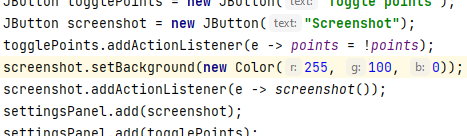 JButton togglePoints = new JButton( text: "Toggle points");
JButton screenshot = new JButton( text: "Screenshot");
togglePoints.addActionListener(e -> points = !points);
screenshot.setBackground(new Color( r: 255, g: 100, b: 0));
screenshot.addActionListener(e -> screenshot());
settingsPanel.add(screenshot);
settingsPanel.add(togglePoints);